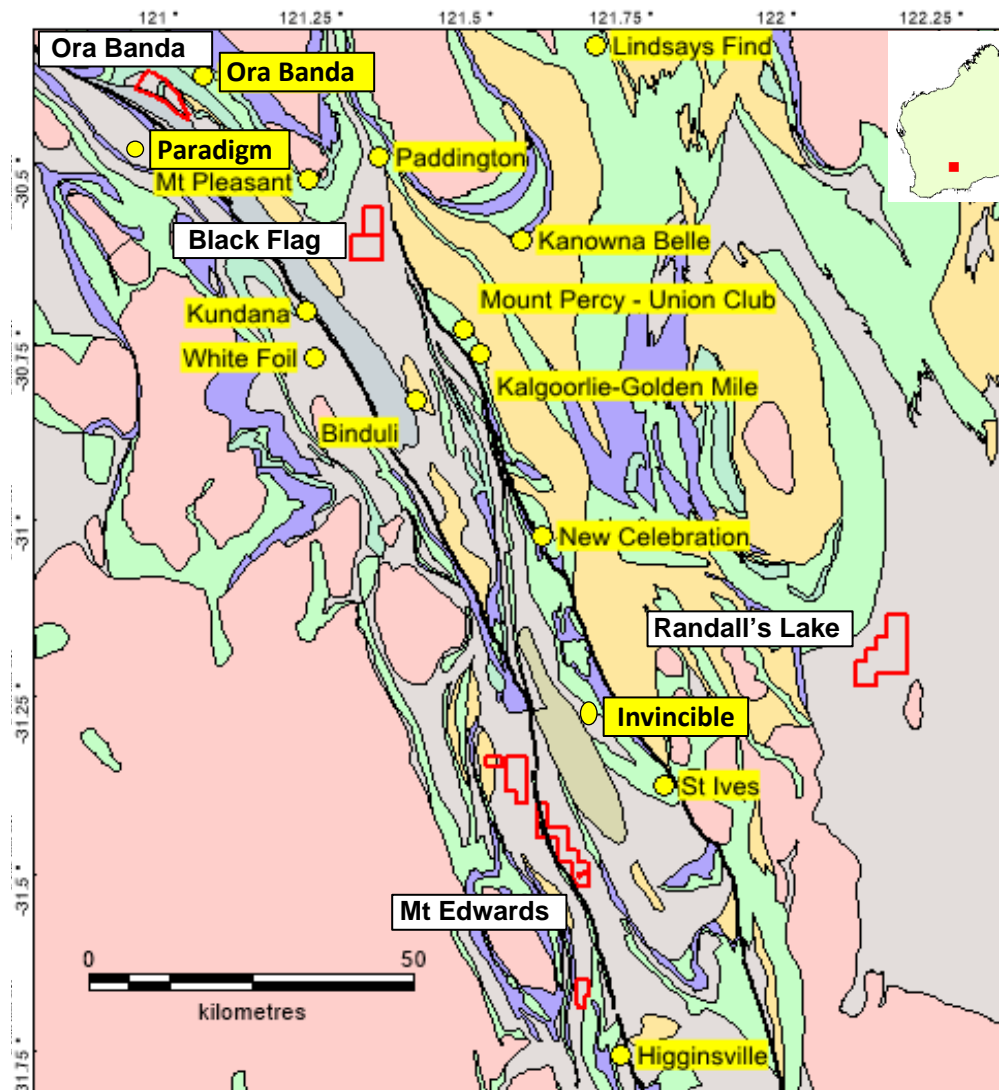 121 °
121.25 °
121.5 °
121.75 °
122 °
122.25 °
Ora Banda
Lindsays Find
Ora Banda
Paradigm
Paddington
-30.5
Mt Pleasant
Black Flag
Kanowna Belle
Mount Percy - Union Club
Kundana
-30.75
White Foil
Kalgoorlie-Golden Mile
Binduli
-31
New Celebration
Randall's Lake
-31.25
Invincible
St Ives
-31.5
Mt Edwards
0
50
kilometres
-31.75
Higginsville